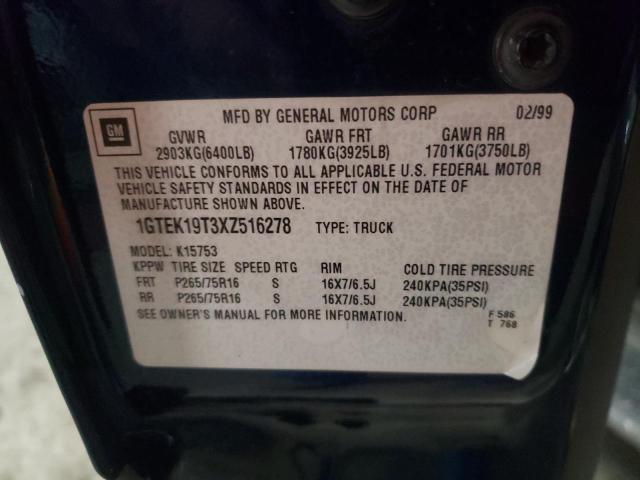 MFD BY GENERAL MOTORS CORP 02/99
GM
GVWR GAWR FRT GAWR RR
2903KG(6400LB) 1780KG(3925LB) 1701KG(3750LB)
THIS VEHICLE CONFORMS TO ALL APPLICABLE U.S. FEDERAL MOTOR
VEHICLE SAFETY STANDARDS IN EFFECT ON THE DATE OF
MANUFACTURE SHOWN ABOVE.
1GTEK19T3XZ516278 TYPE: TRUCK
MODEL: K15753
KPPW TIRE SIZE SPEED RTG RIM COLD TIRE PRESSURE
FRT P265/75R16 S 16X7/6.5J 240KPA(35PSI)
RR P265/75R16 S 16X7/6.5J 240KPA(35PSI)
SEE OWNER'S MANUAL FOR MORE INFORMATION. F 586
T 768